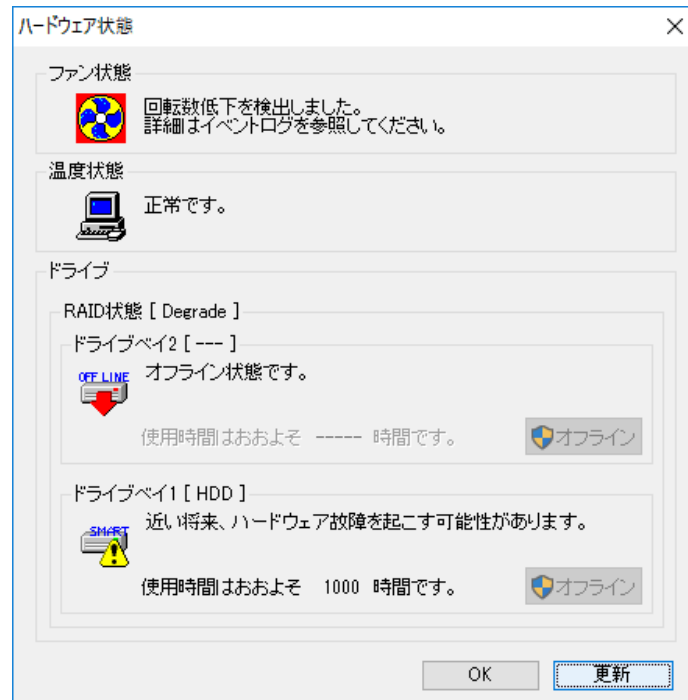 ハードウェア状態
ファン状態
回転数低下を検出しました。
詳細はイベントログを参照してください。
温度状態
正常です。
ドライブ
RAID状態 [ Degrade ]
ドライブベイ2 [ --- ]
OFF LINE
オフライン状態です。
使用時間はおおよそ ----- 時間です。
オフライン
ドライブベイ1 [ HDD ]
SMART
近い将来、ハードウェア故障を起こす可能性があります。
使用時間はおおよそ 1000 時間です。
オフライン
OK
更新